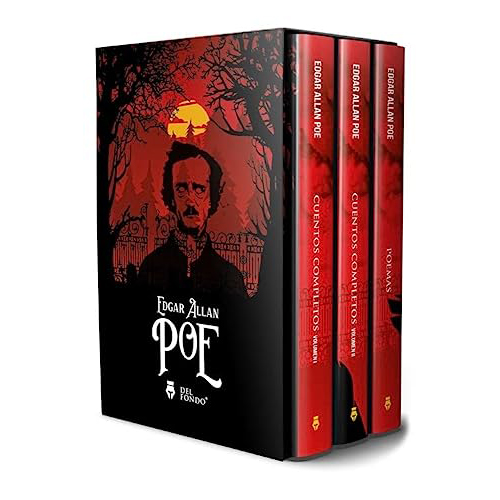 EDGAR ALLAN
POE
DEL
FONDO®
EDGAR ALLAN POE
CUENTOS COMPLETOS VOLUMEN I
EDGAR ALLAN POE
CUENTOS COMPLETOS VOLUMEN II
EDGAR ALLAN POE
POEMAS